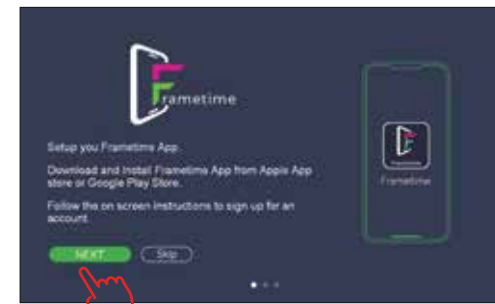 Frametime
Setup you Frametime App.
Download and Install Frametime App from Apple App
store or Google Play Store.
Follow the on screen instructions to sign up for an
account.
NEXT
Skip
Frametime